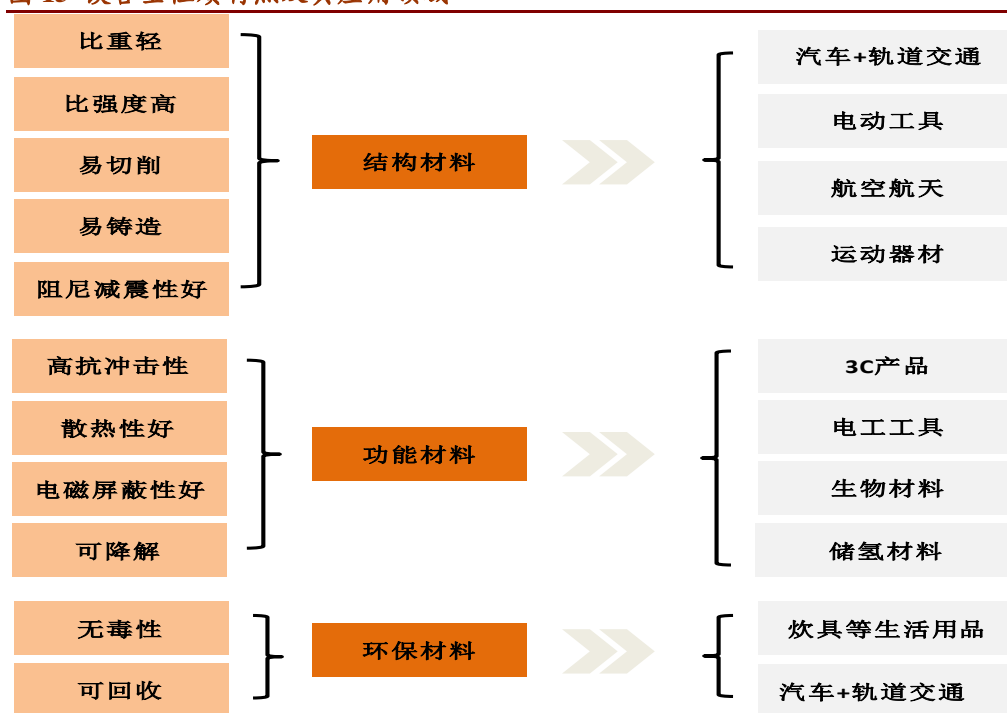 比重轻
比强度高
易切削
易铸造
阻尼减震性好
结构材料
汽车+轨道交通
电动工具
航空航天
运动器材
高抗冲击性
散热性好
电磁屏蔽性好
可降解
功能材料
3C产品
电工工具
生物材料
储氢材料
无毒性
可回收
环保材料
炊具等生活用品
汽车+轨道交通